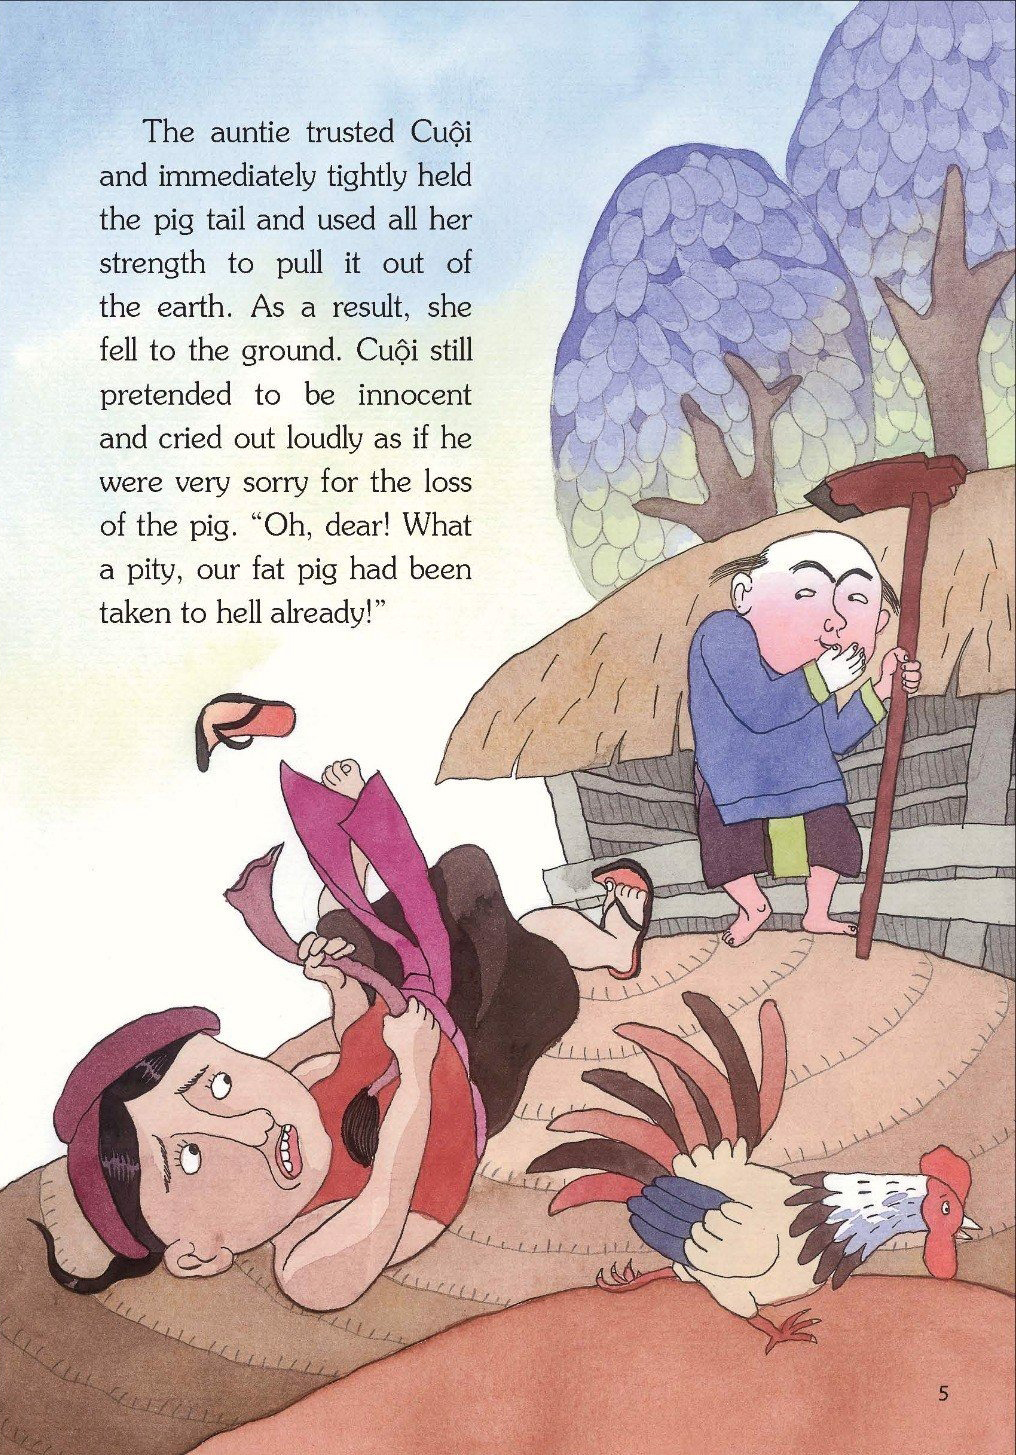 The auntie trusted Cuội
and immediately tightly held
the pig tail and used all her
strength to pull it out of
the earth. As a result, she
fell to the ground. Cuội still
pretended to be innocent
and cried out loudly as if he
were very sorry for the loss
of the pig. “Oh, dear! What
a pity, our fat pig had been
taken to hell already!”
5